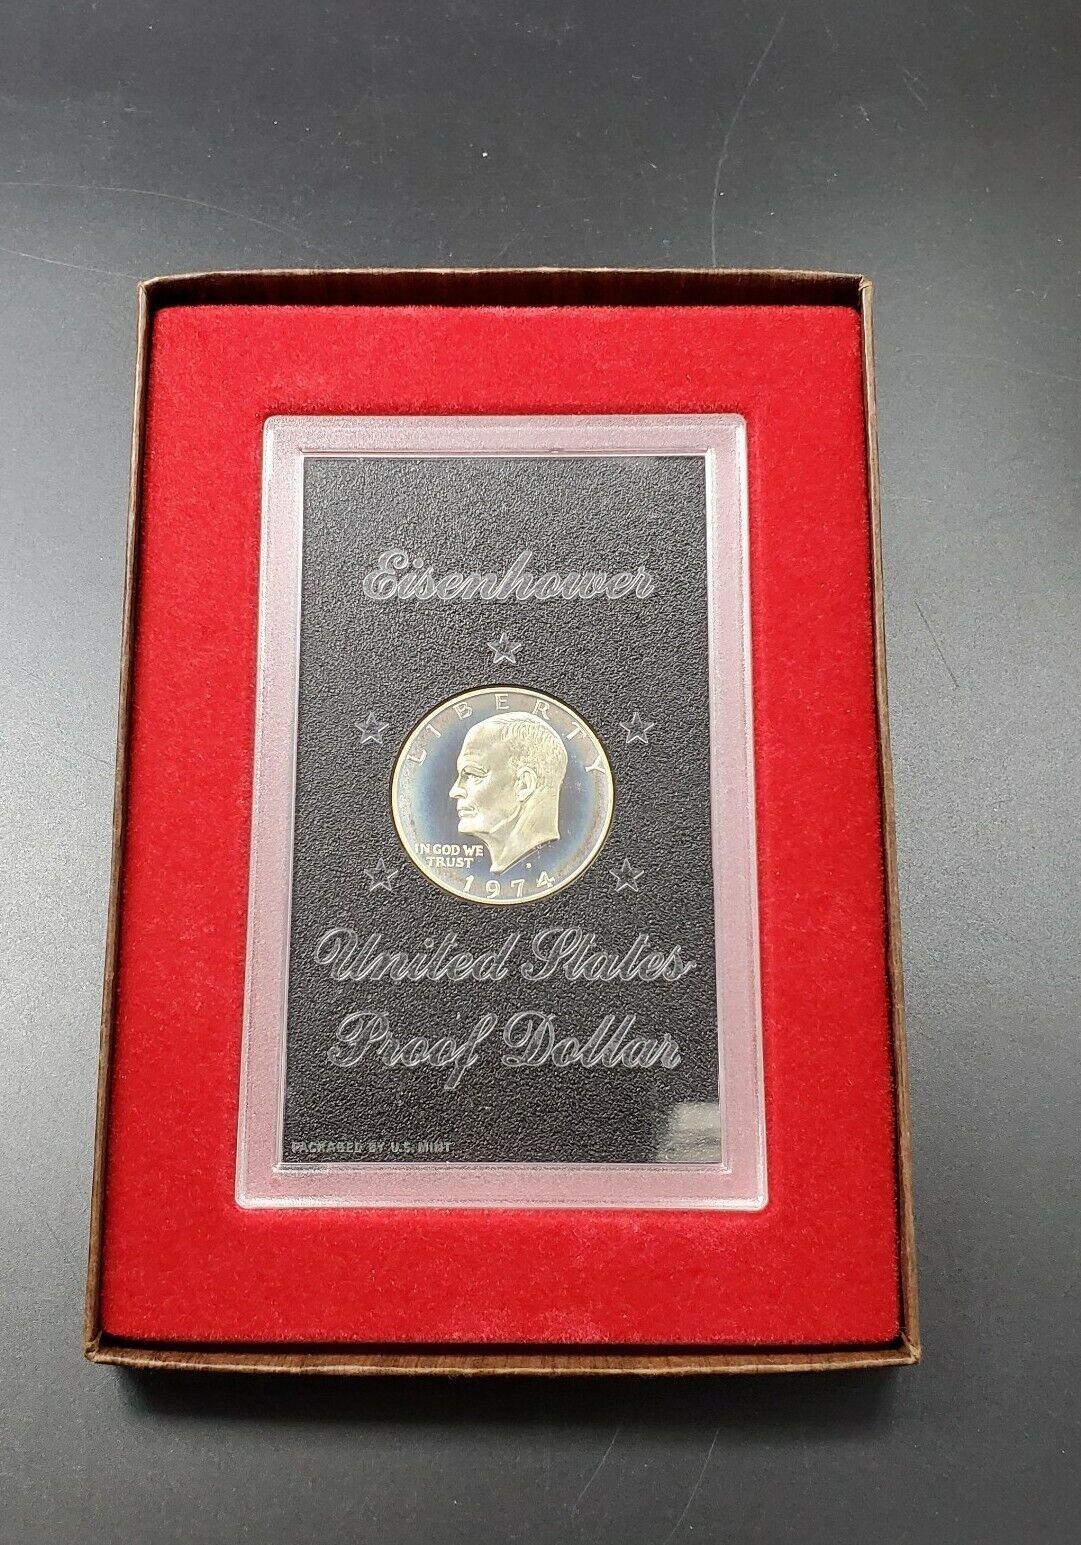 Eisenhower
LIBERTY
IN GOD WE
TRUST
S
1974
United States
Proof Dollar
PACKAGED BY U.S. MINT